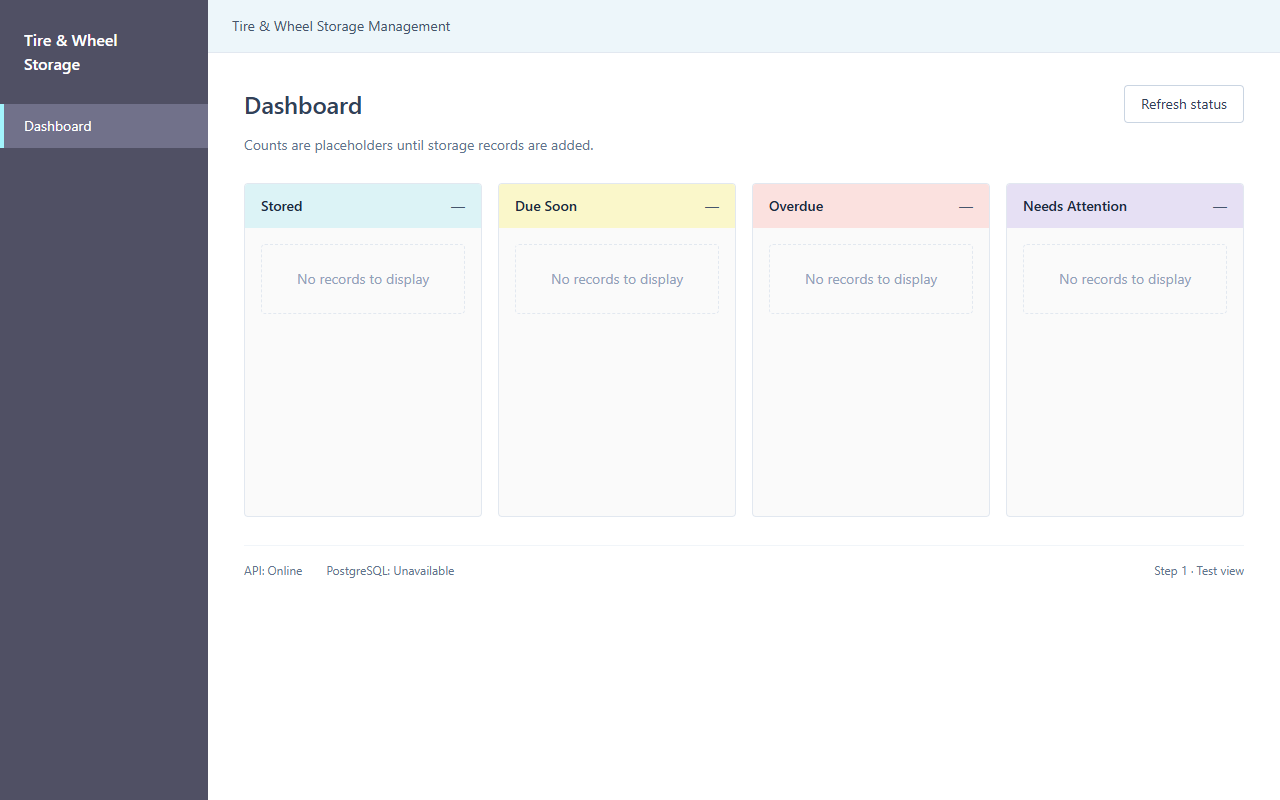 Tire & Wheel
Storage
Dashboard
Tire & Wheel Storage Management
Dashboard
Refresh status
Counts are placeholders until storage records are added.
Stored —
No records to display
Due Soon —
No records to display
Overdue —
No records to display
Needs Attention —
No records to display
API: Online PostgreSQL: Unavailable
Step 1 · Test view